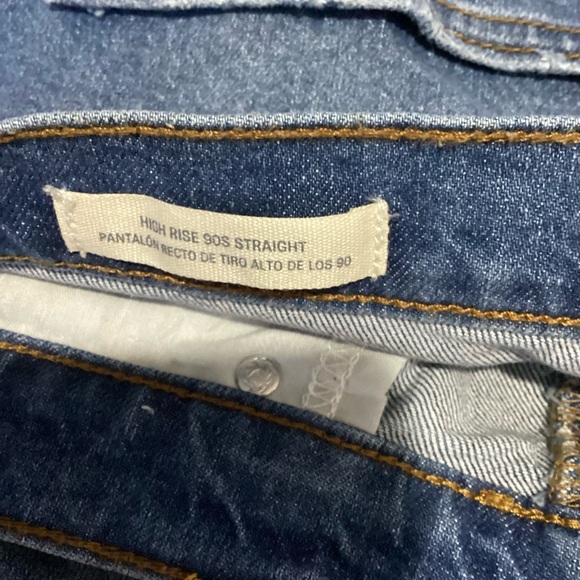 HIGH RISE 90S STRAIGHT
PANTALÓN RECTO DE TIRO ALTO DE LOS 90